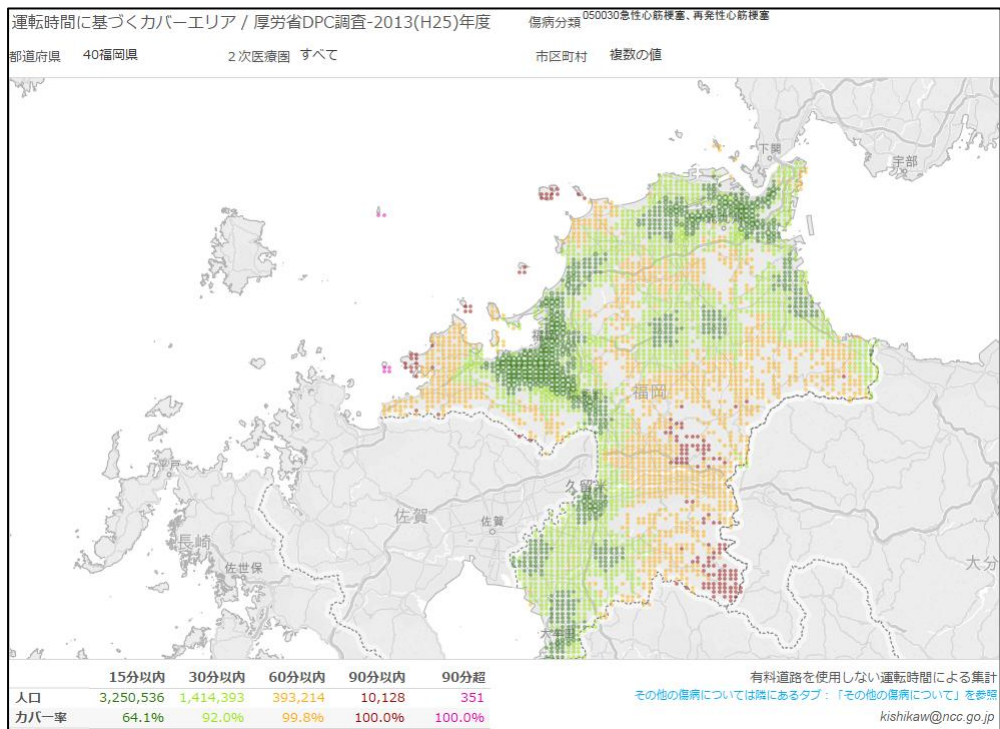 運転時間に基づくカバーエリア / 厚労省DPC調査-2013(H25)年度
傷病分類 050030急性心筋梗塞、再発性心筋梗塞
都道府県 40福岡県 2次医療圏 すべて 市区町村 複数の値
下関
宇部
福岡
久留米
佐賀
佐賀
平戸
長崎
佐世保
大分
15分以内 30分以内 60分以内 90分以内 90分超
人口 3,250,536 1,414,393 393,214 10,128 351
カバー率 64.1% 92.0% 99.8% 100.0% 100.0%
有料道路を使用しない運転時間による集計
その他の傷病については隣にあるタブ：「その他の傷病について」を参照
kishikaw@ncc.go.jp